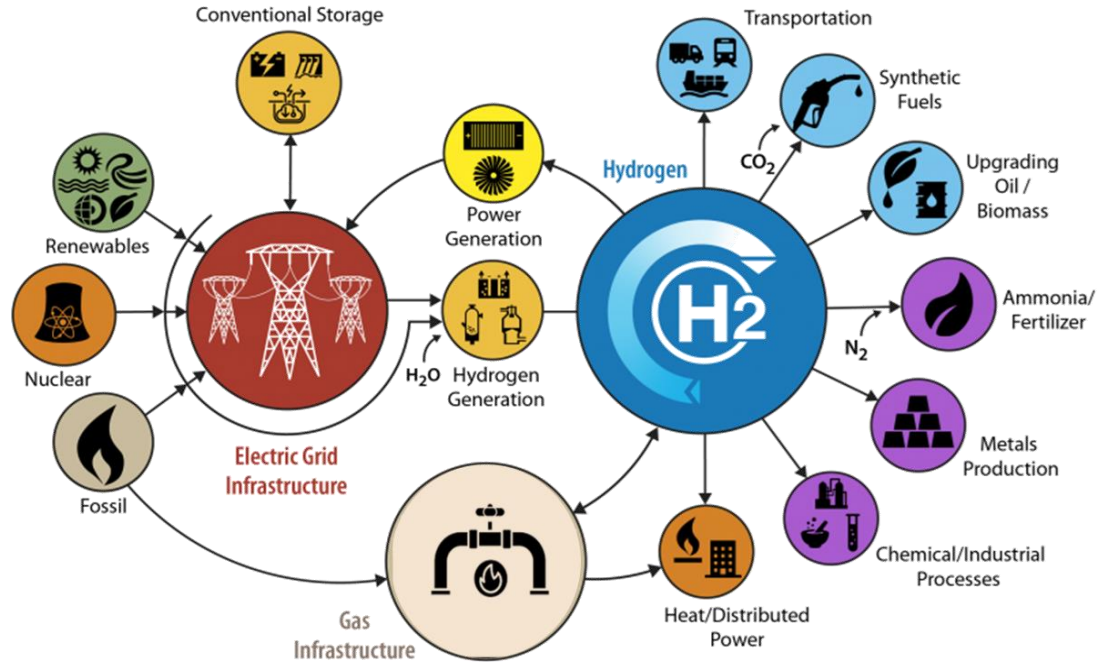 Conventional Storage
Transportation
Synthetic
Fuels
CO₂
Upgrading
Oil /
Biomass
Hydrogen
Power
Generation
Renewables
H2
Ammonia/
Fertilizer
N₂
Nuclear
H₂O
Hydrogen
Generation
Metals
Production
Electric Grid
Infrastructure
Fossil
Chemical/Industrial
Processes
Heat/Distributed
Power
Gas
Infrastructure